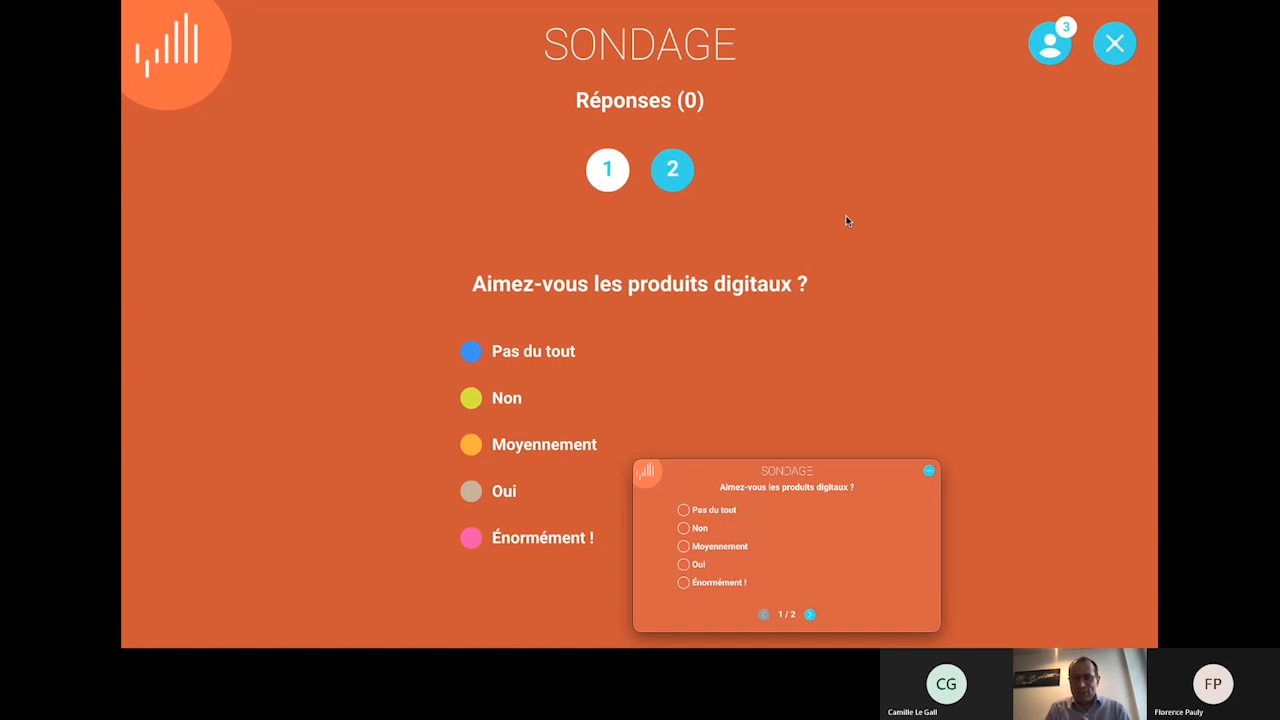 SONDAGE
3
Réponses (0)
1 2
Aimez-vous les produits digitaux ?
Pas du tout
Non
Moyennement
Oui
Énormément !
SONDAGE
Aimez-vous les produits digitaux ?
Pas du tout
Non
Moyennement
Oui
Énormément !
1 / 2
CG
FP
Camille Le Gall
Florence Pauly